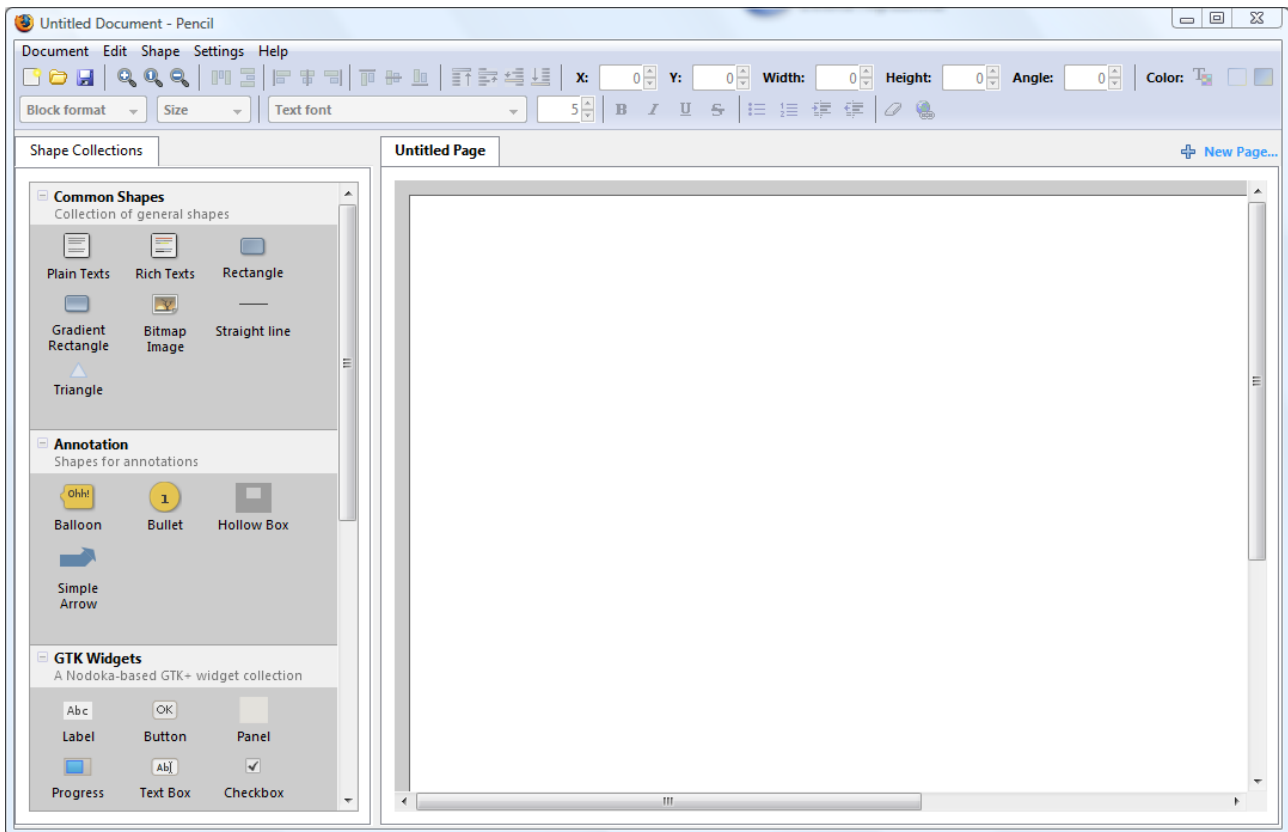 Untitled Document - Pencil
Document Edit Shape Settings Help
X: 0 Y: 0 Width: 0 Height: 0 Angle: 0 Color:
Block format Size Text font 5 B I U S
Shape Collections
Untitled Page
New Page...
Common Shapes
Collection of general shapes
Plain Texts Rich Texts Rectangle
Gradient Rectangle Bitmap Image Straight line
Triangle
Annotation
Shapes for annotations
Ohh! 1
Balloon Bullet Hollow Box
Simple Arrow
GTK Widgets
A Nodoka-based GTK+ widget collection
Abc OK
Label Button Panel
Ab
Progress Text Box Checkbox